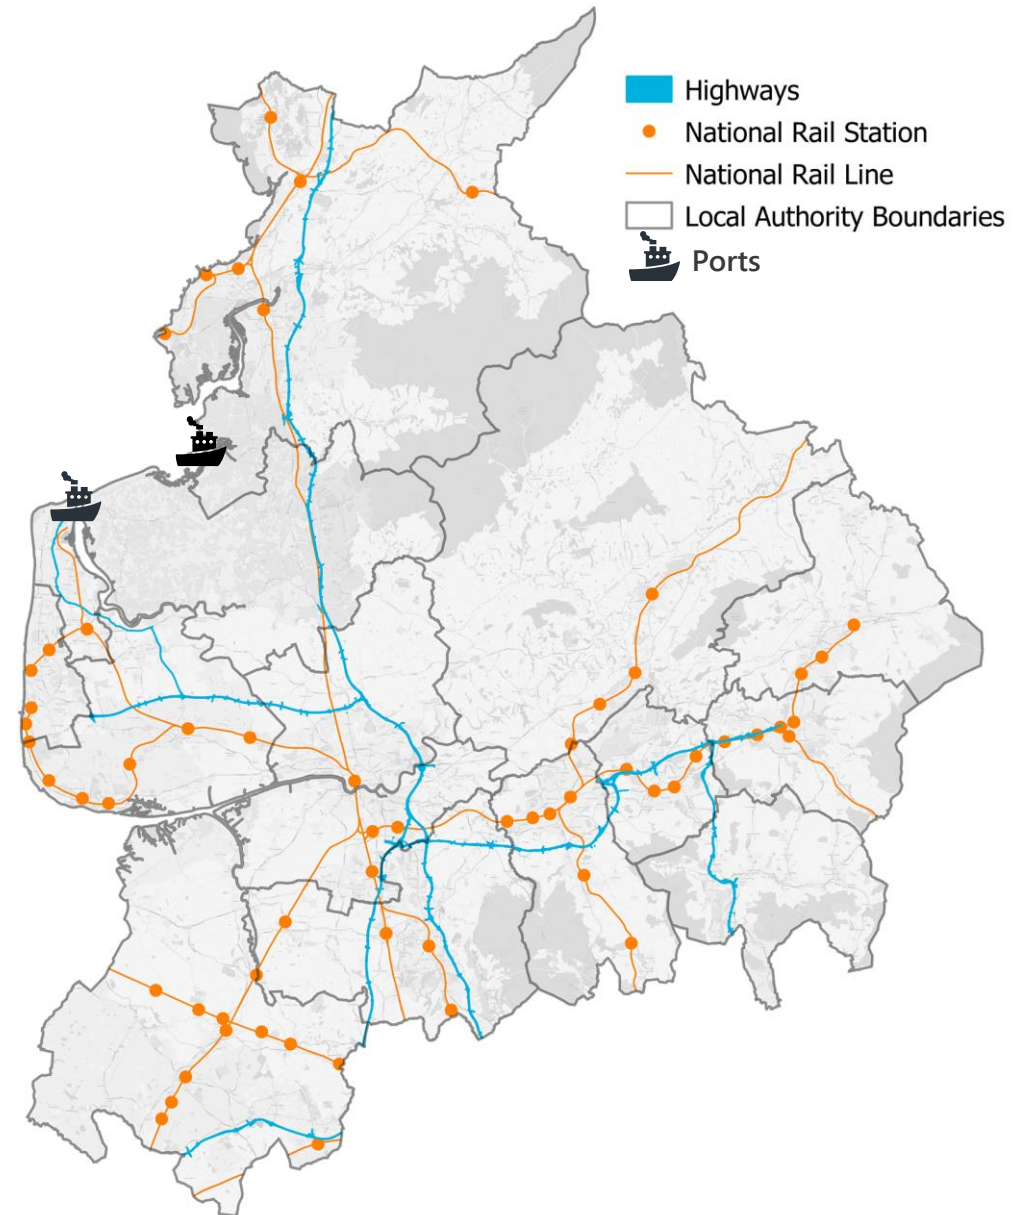 Highways
National Rail Station
National Rail Line
Local Authority Boundaries
Ports